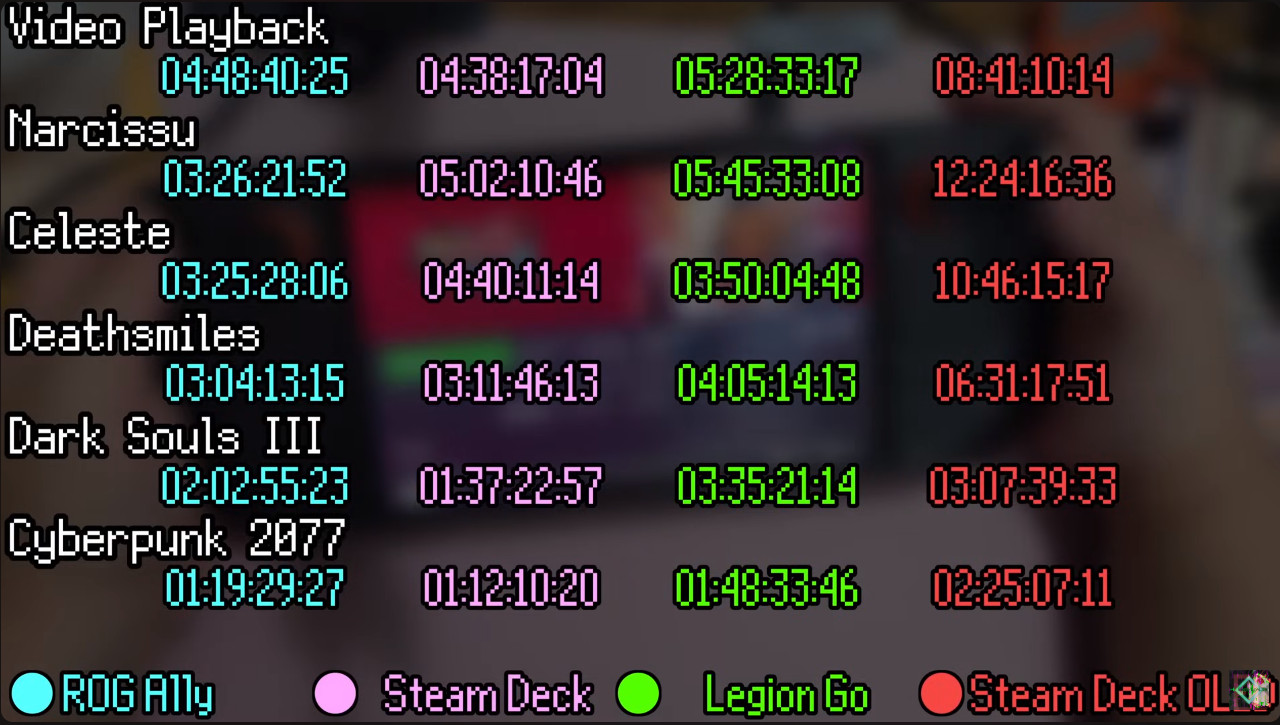 Video Playback
04:48:40:25 04:38:17:04 05:28:33:17 08:41:10:14
Narcissu
03:26:21:52 05:02:10:46 05:45:33:08 12:24:16:36
Celeste
03:25:28:06 04:40:11:14 03:50:04:48 10:46:15:17
Deathsmiles
03:04:13:15 03:11:46:13 04:05:14:13 06:31:17:51
Dark Souls III
02:02:55:23 01:37:22:57 03:35:21:14 03:07:39:33
Cyberpunk 2077
01:19:29:27 01:12:10:20 01:48:33:46 02:25:07:11
ROG Ally Steam Deck Legion Go Steam Deck